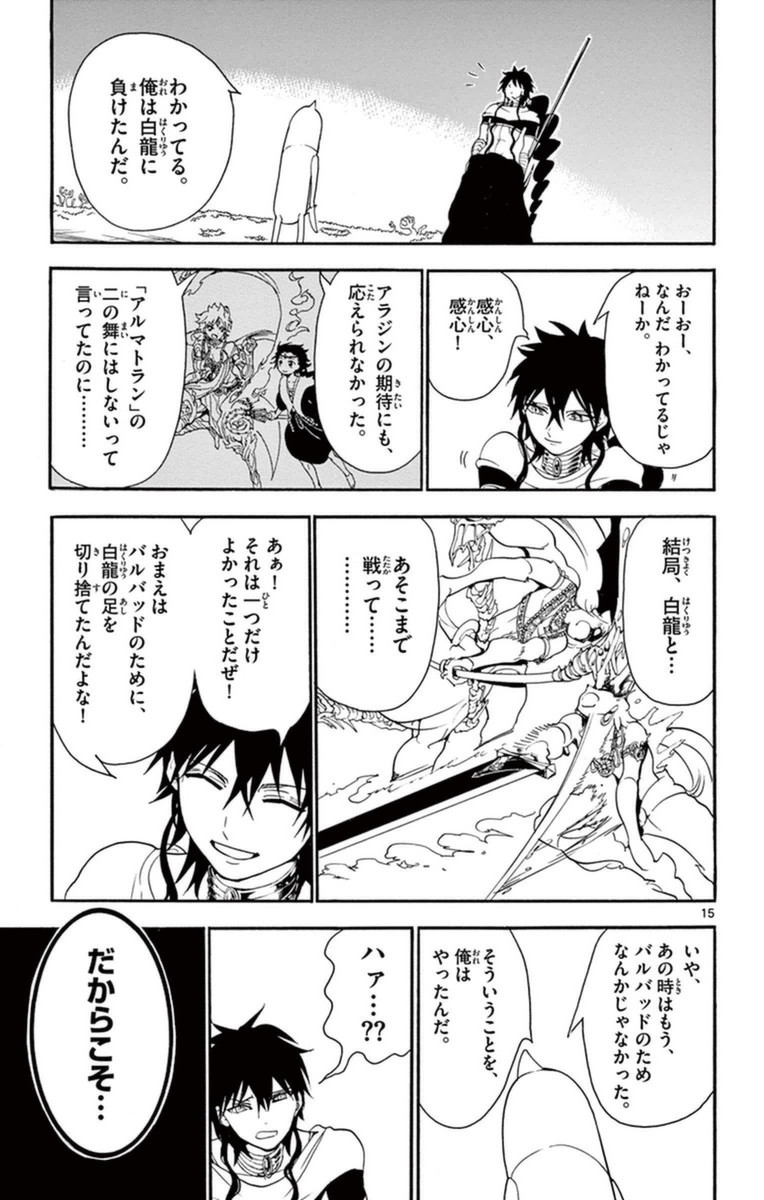 わかってる。
俺は白龍に
負けたんだ。
おーおー、
なんだ わかってるじゃ
ねーか。
感心、
感心!
アラジンの期待にも、
応えられなかった。
「アルマトラン」の
二の舞にはしないって
言ってたのに………
結局、白龍と…
あそこまで
戦って……
………
あぁ!
それは一つだけ
よかったことだぜ!
おまえは
バルバッドのために、
白龍の足を
切り捨てたんだよな!
15
いや、
あの時はもう、
バルバッドのため
なんかじゃなかった。
そういうことを、
俺は
やったんだ。
ハァ…??
だからこそ…